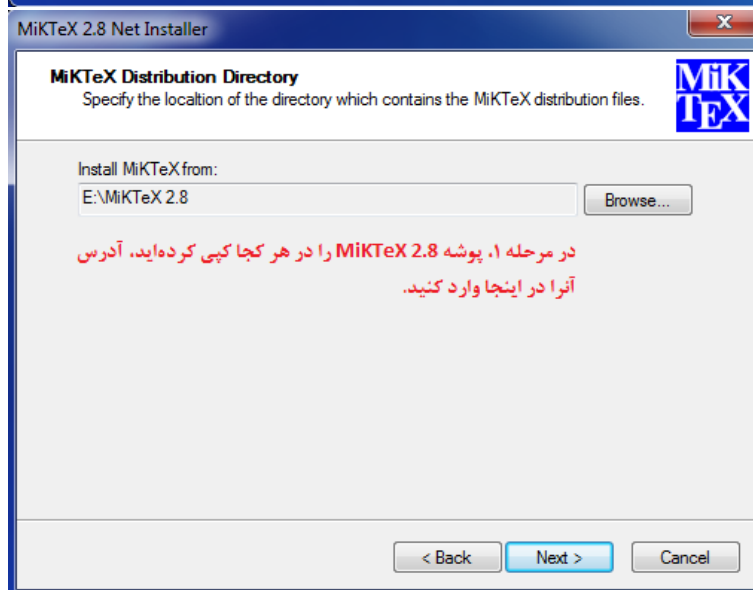 MiKTeX 2.8 Net Installer
MiKTeX Distribution Directory
Specify the localtion of the directory which contains the MiKTeX distribution files.
MiK
TEX
Install MiKTeX from:
E:\MiKTeX 2.8
Browse...
در مرحله ۱، پوشه MiKTeX 2.8 را در هر کجا کپی کرده‌اید، آدرس
آنرا در اینجا وارد کنید.
< Back
Next >
Cancel